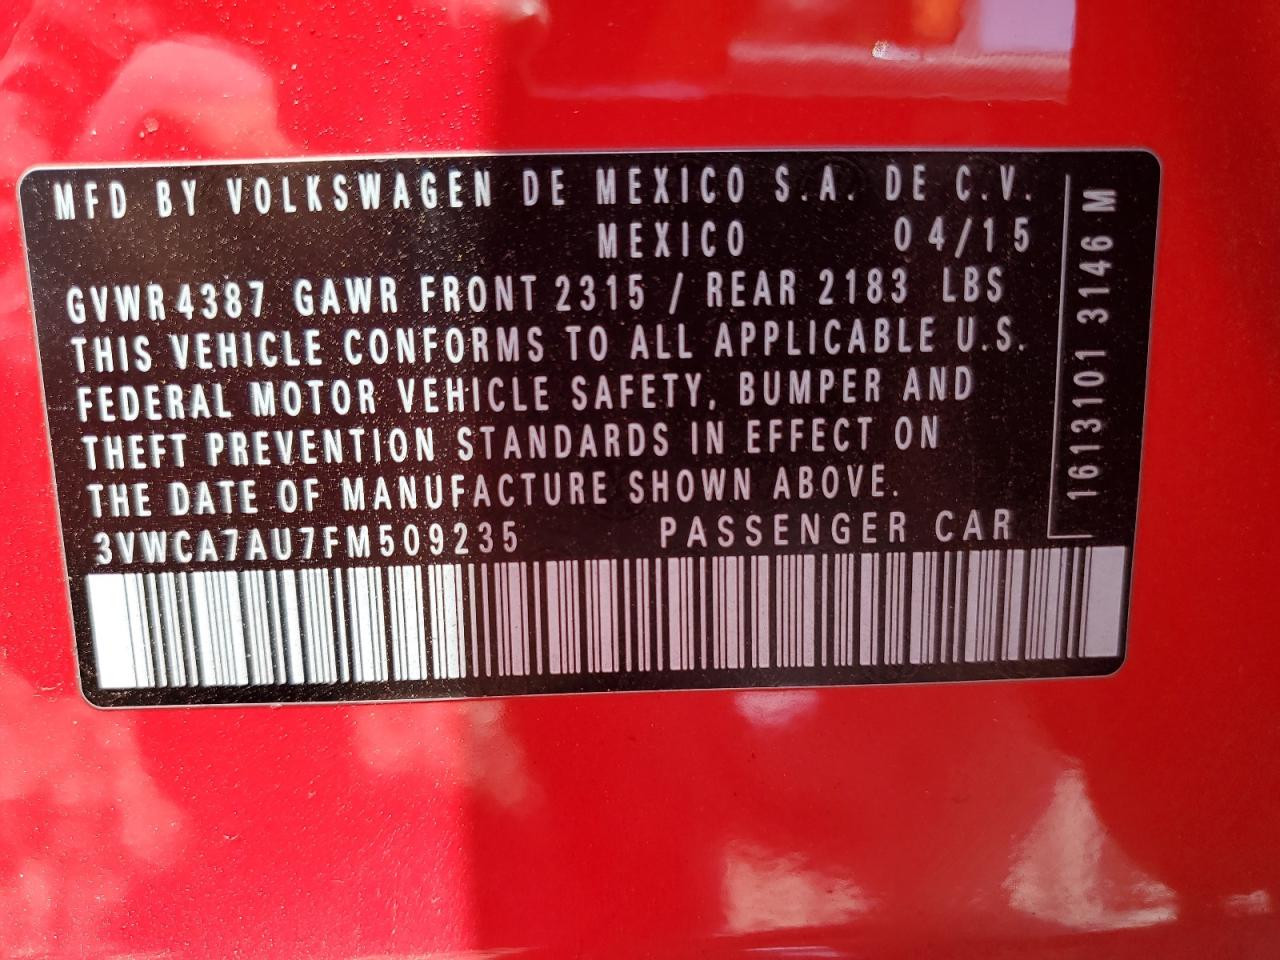 MFD BY VOLKSWAGEN DE MEXICO S.A. DE C.V.
MEXICO 04/15
GVWR 4387 GAWR FRONT 2315 / REAR 2183 LBS
THIS VEHICLE CONFORMS TO ALL APPLICABLE U.S.
FEDERAL MOTOR VEHICLE SAFETY, BUMPER AND
THEFT PREVENTION STANDARDS IN EFFECT ON
THE DATE OF MANUFACTURE SHOWN ABOVE.
3VWCA7AU7FM509235 PASSENGER CAR
1613101 3146 M